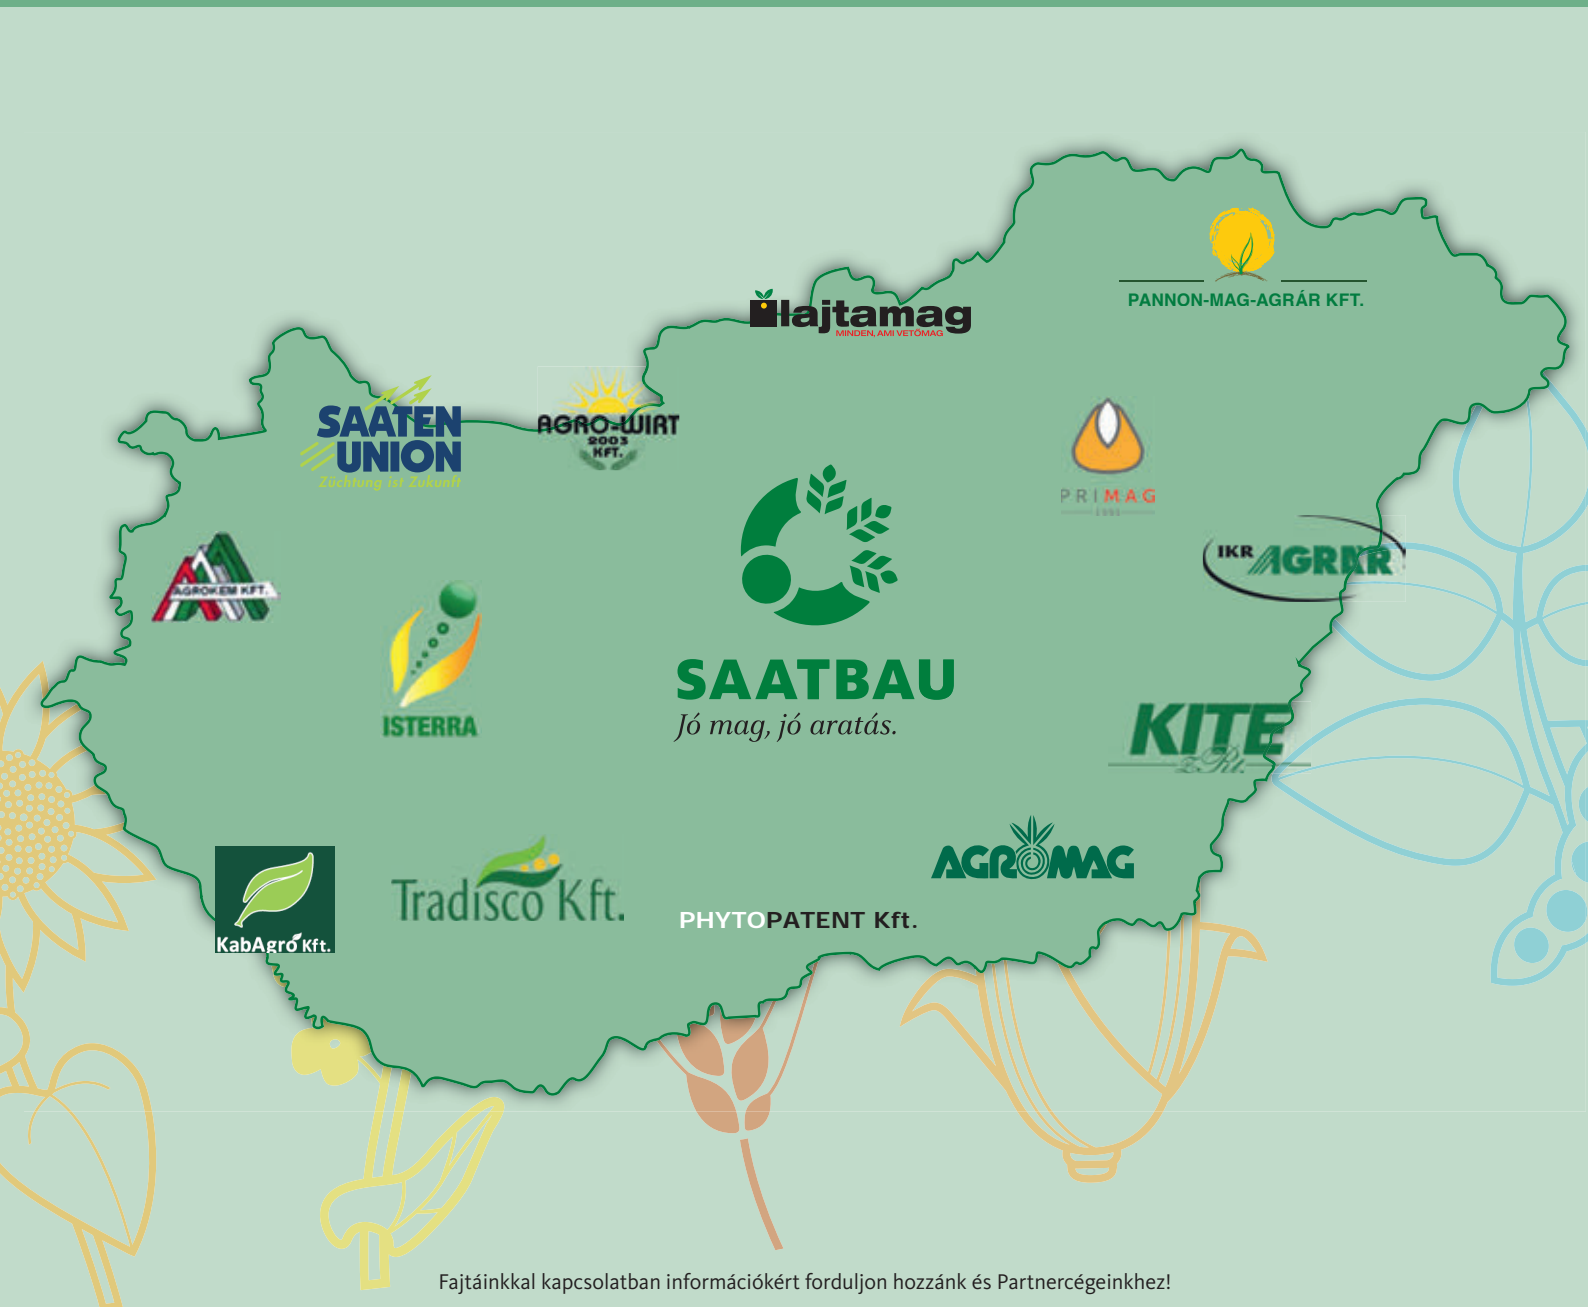 PANNON-MAG-AGRÁR KFT.
lajtamag
MINDEN, AMI VETŐMAG
SAATEN
UNION
Züchtung ist Zukunft
AGRO-WIRT
2003
KFT.
PRIMAG
IKR AGRÁR
AGROKEM KFT.
ISTERRA
SAATBAU
Jó mag, jó aratás.
KITE
zRt.
AGROMAG
Tradisco Kft.
PHYTOPATENT Kft.
KabAgro Kft.
Fajtáinkkal kapcsolatban információkért forduljon hozzánk és Partnercégeinkhez!